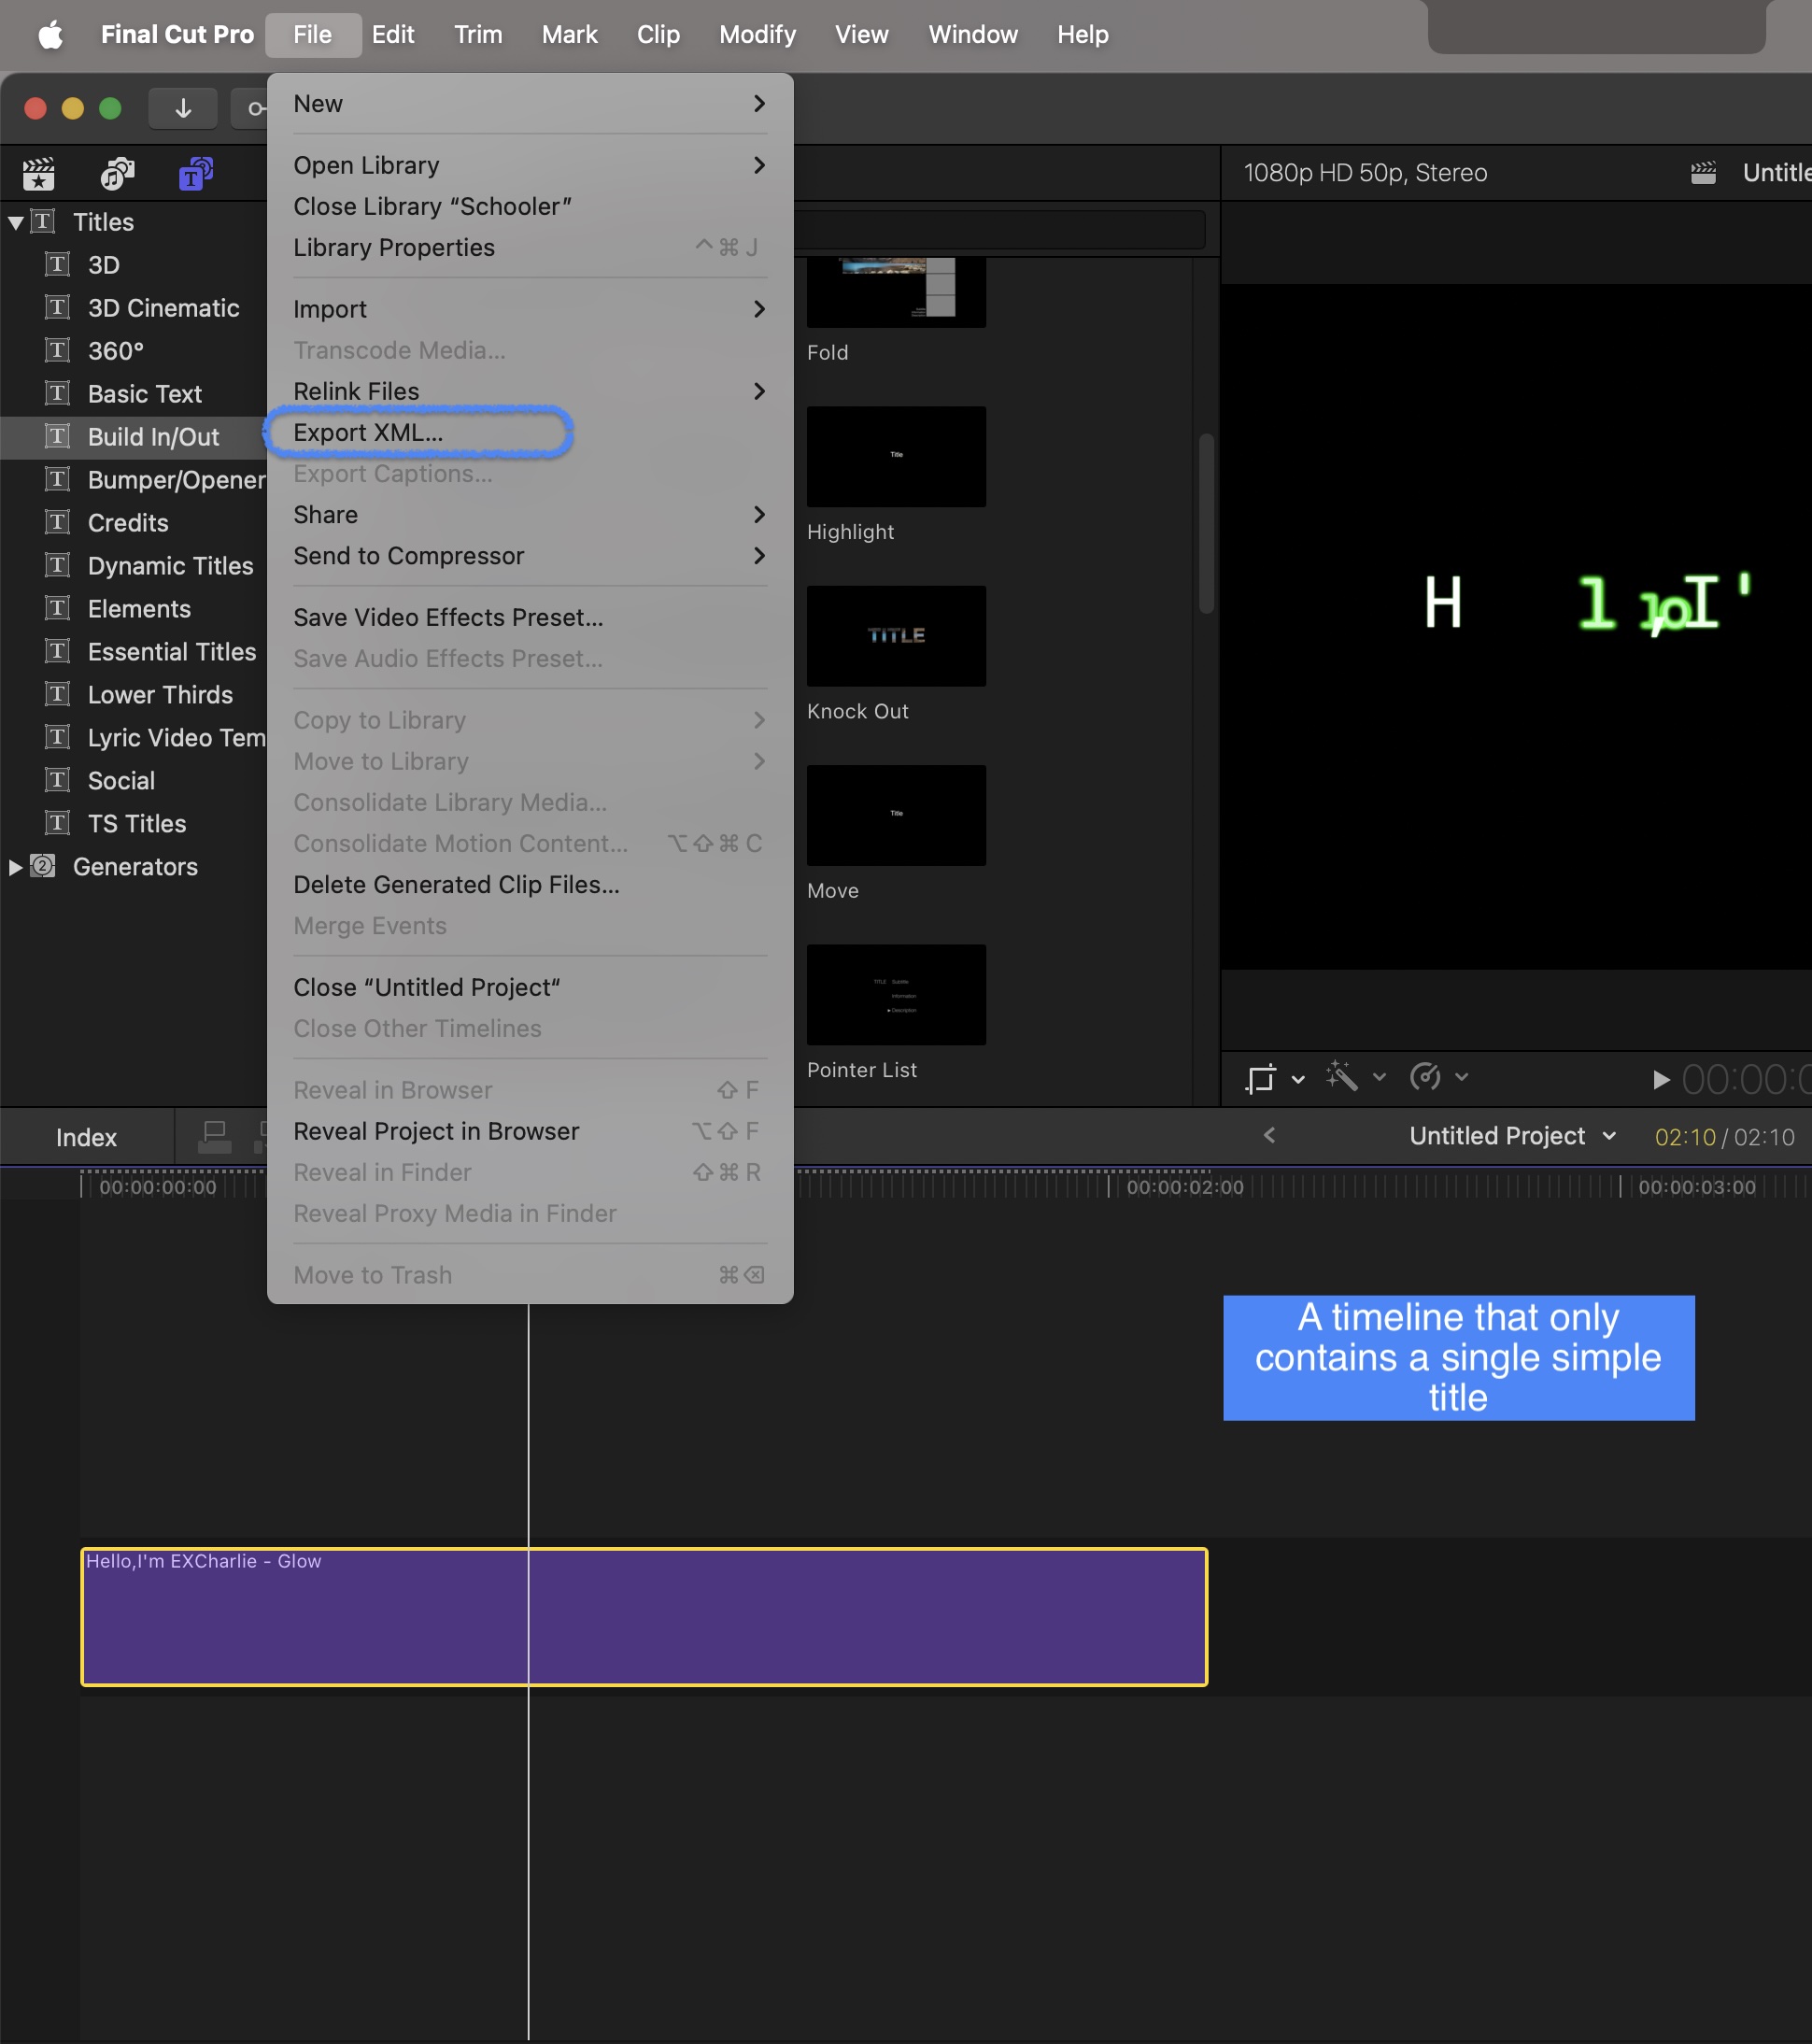 Final Cut Pro File Edit Trim Mark Clip Modify View Window Help
New
Open Library
Close Library “Schooler”
Library Properties ^⌘J
Import
Transcode Media...
Relink Files
Export XML...
Export Captions...
Share
Send to Compressor
Save Video Effects Preset...
Save Audio Effects Preset...
Copy to Library
Move to Library
Consolidate Library Media...
Consolidate Motion Content... ⌥⇧⌘C
Delete Generated Clip Files...
Merge Events
Close “Untitled Project“
Close Other Timelines
Reveal in Browser ⇧F
Reveal Project in Browser ⌥⇧F
Reveal in Finder ⇧⌘R
Reveal Proxy Media in Finder
Move to Trash ⌘⌫
Titles
3D
3D Cinematic
360°
Basic Text
Build In/Out
Bumper/Opener
Credits
Dynamic Titles
Elements
Essential Titles
Lower Thirds
Lyric Video Tem
Social
TS Titles
Generators
Fold
Title
Highlight
TITLE
Knock Out
Title
Move
TITLE Subtitle
Information
Description
Pointer List
1080p HD 50p, Stereo
Untitle
H l , I '
00:00:0
Index
Untitled Project 02:10 / 02:10
00:00:00:00 00:00:02:00 00:00:03:00
A timeline that only
contains a single simple
title
Hello,I'm EXCharlie - Glow